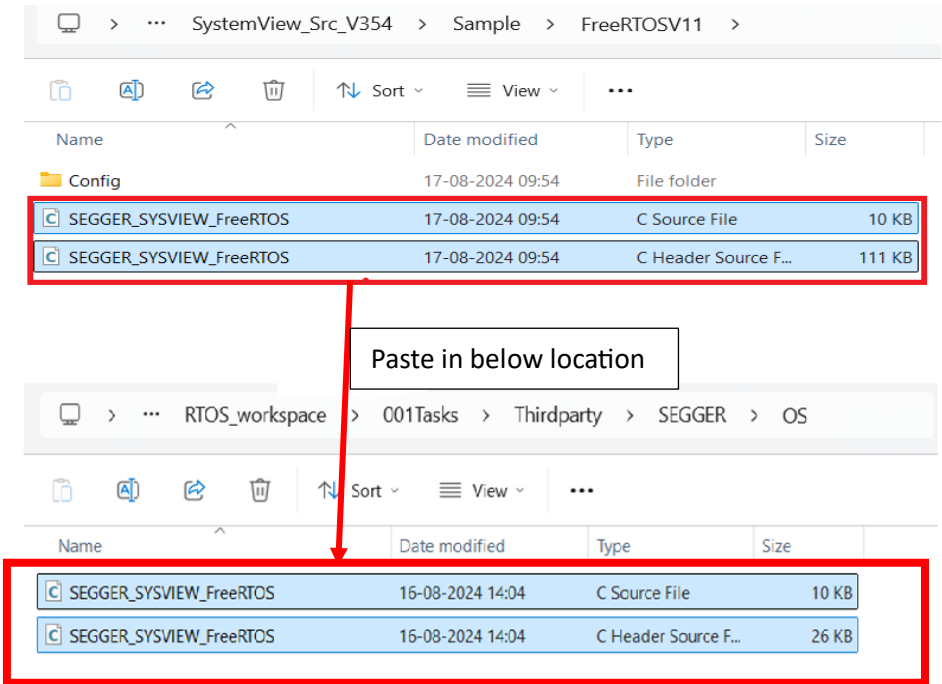 > ... SystemView_Src_V354 > Sample > FreeRTOSV11 >
Sort View ...
Name Date modified Type Size
Config 17-08-2024 09:54 File folder
SEGGER_SYSVIEW_FreeRTOS 17-08-2024 09:54 C Source File 10 KB
SEGGER_SYSVIEW_FreeRTOS 17-08-2024 09:54 C Header Source F... 111 KB
Paste in below location
> ... RTOS_workspace > 001Tasks > Thirdparty > SEGGER > OS
Sort View ...
Name Date modified Type Size
SEGGER_SYSVIEW_FreeRTOS 16-08-2024 14:04 C Source File 10 KB
SEGGER_SYSVIEW_FreeRTOS 16-08-2024 14:04 C Header Source F... 26 KB